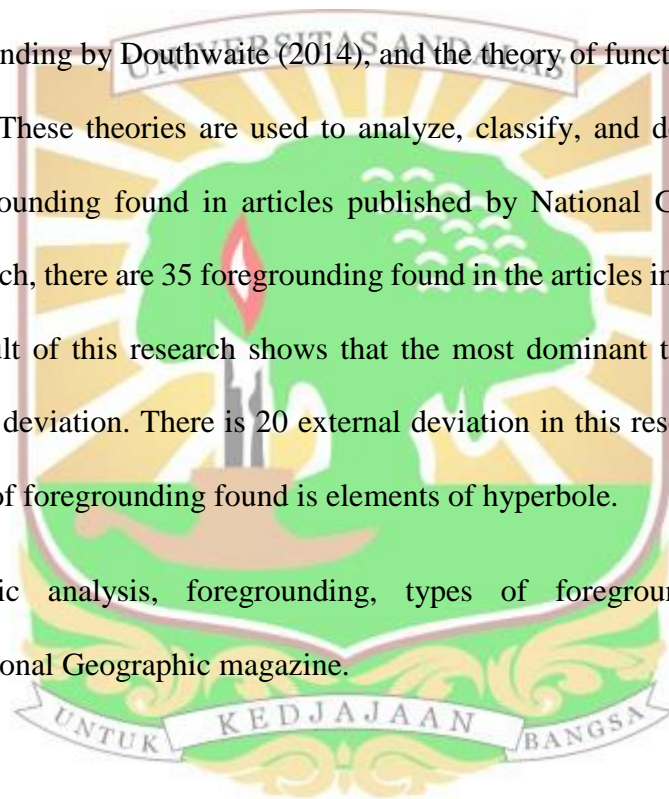 nding by Douthwaite (2014), and the theory of funct
UNIVERSITAS ANDALAS
These theories are used to analyze, classify, and d
ounding found in articles published by National
ch, there are 35 foregrounding found in the articles in
ult of this research shows that the most dominant t
deviation. There is 20 external deviation in this res
of foregrounding found is elements of hyperbole.
ic analysis, foregrounding, types of foregroun
onal Geographic magazine.
UNTUK KEDJAJAAN BANGSA